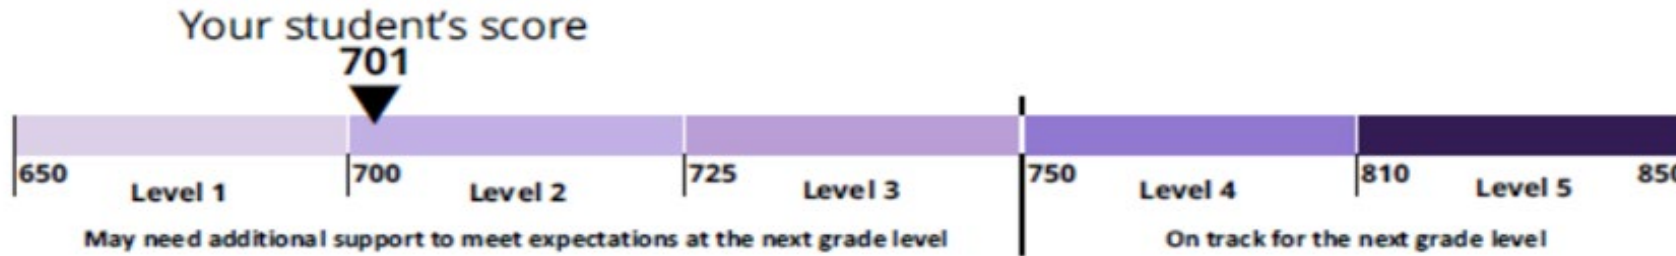 Your student's score
701
650 700 725 750 810 850
Level 1 Level 2 Level 3 Level 4 Level 5
May need additional support to meet expectations at the next grade level On track for the next grade level